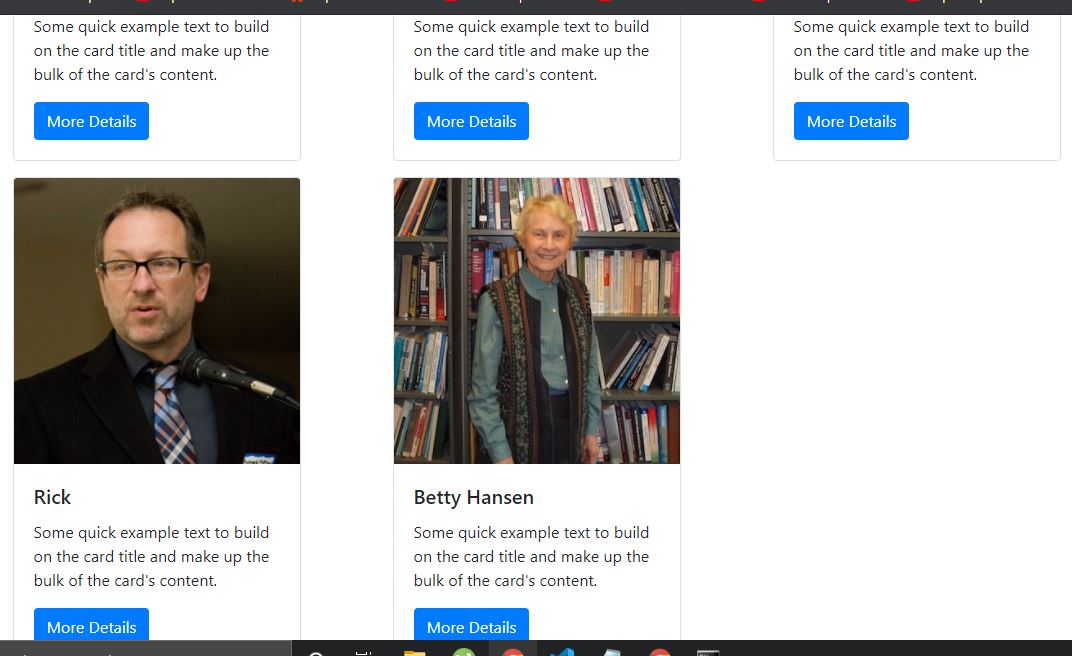 Some quick example text to build
on the card title and make up the
bulk of the card's content.
More Details
Some quick example text to build
on the card title and make up the
bulk of the card's content.
More Details
Some quick example text to build
on the card title and make up the
bulk of the card's content.
More Details
Rick
Some quick example text to build
on the card title and make up the
bulk of the card's content.
More Details
Betty Hansen
Some quick example text to build
on the card title and make up the
bulk of the card's content.
More Details